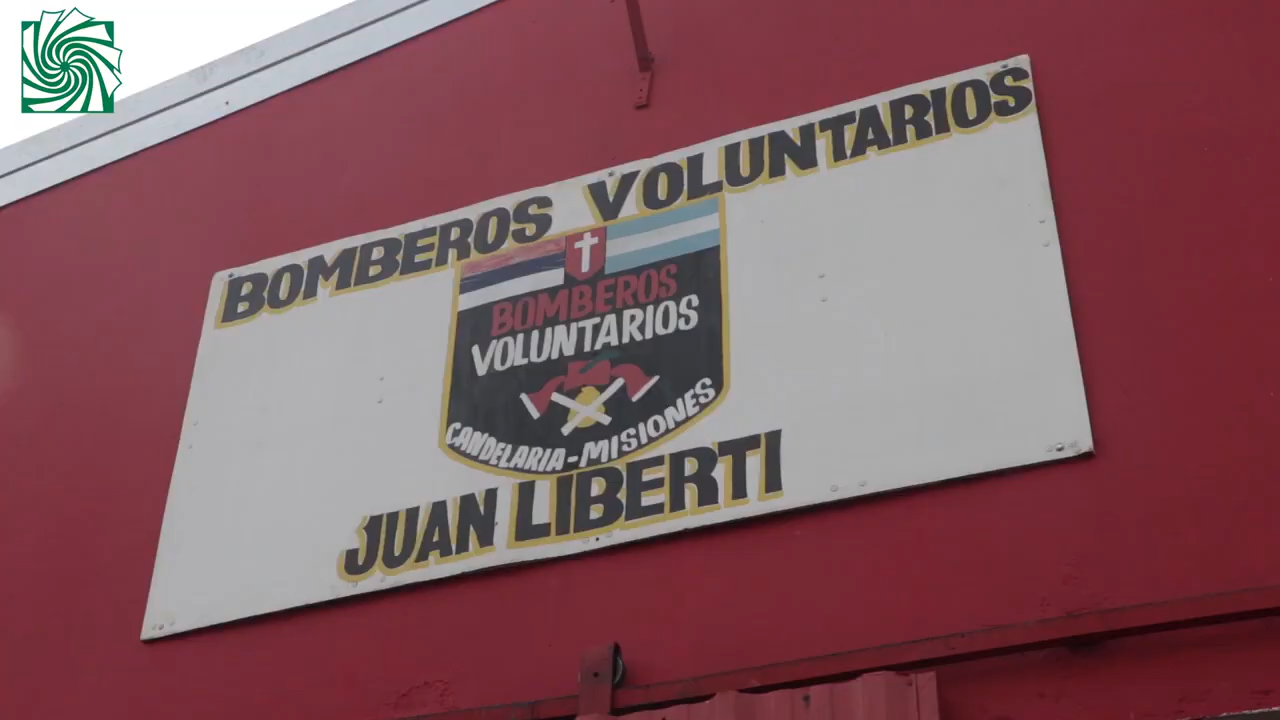 BOMBEROS VOLUNTARIOS
BOMBEROS
VOLUNTARIOS
CANDELARIA-MISIONES
JUAN LIBERTI